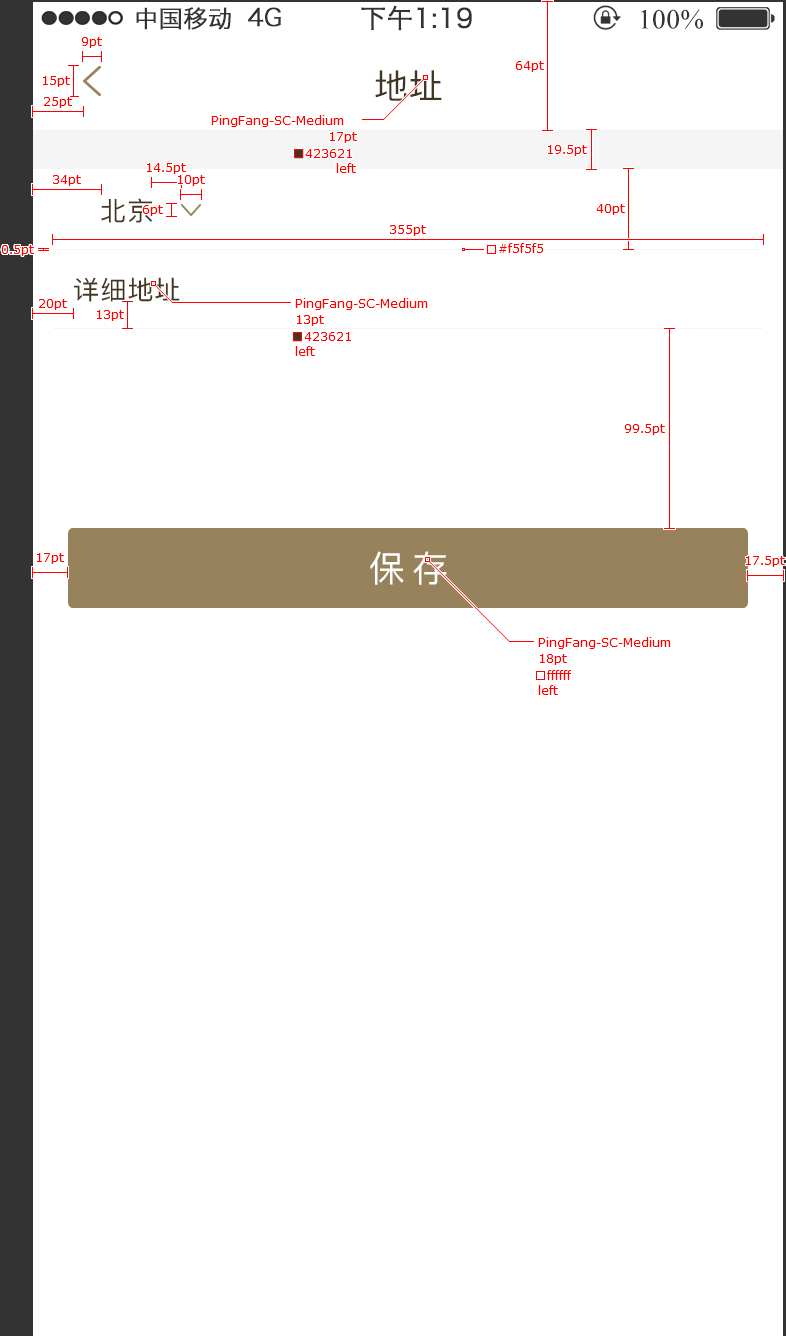 中国移动 4G 下午1:19 100%
9pt
64pt
15pt
地址
25pt
PingFang-SC-Medium
17pt
423621
left
19.5pt
14.5pt
34pt
10pt
北京
6pt
40pt
355pt
0.5pt
#f5f5f5
详细地址
20pt
PingFang-SC-Medium
13pt
13pt
423621
left
99.5pt
17pt
保存
17.5pt
PingFang-SC-Medium
18pt
ffffff
left